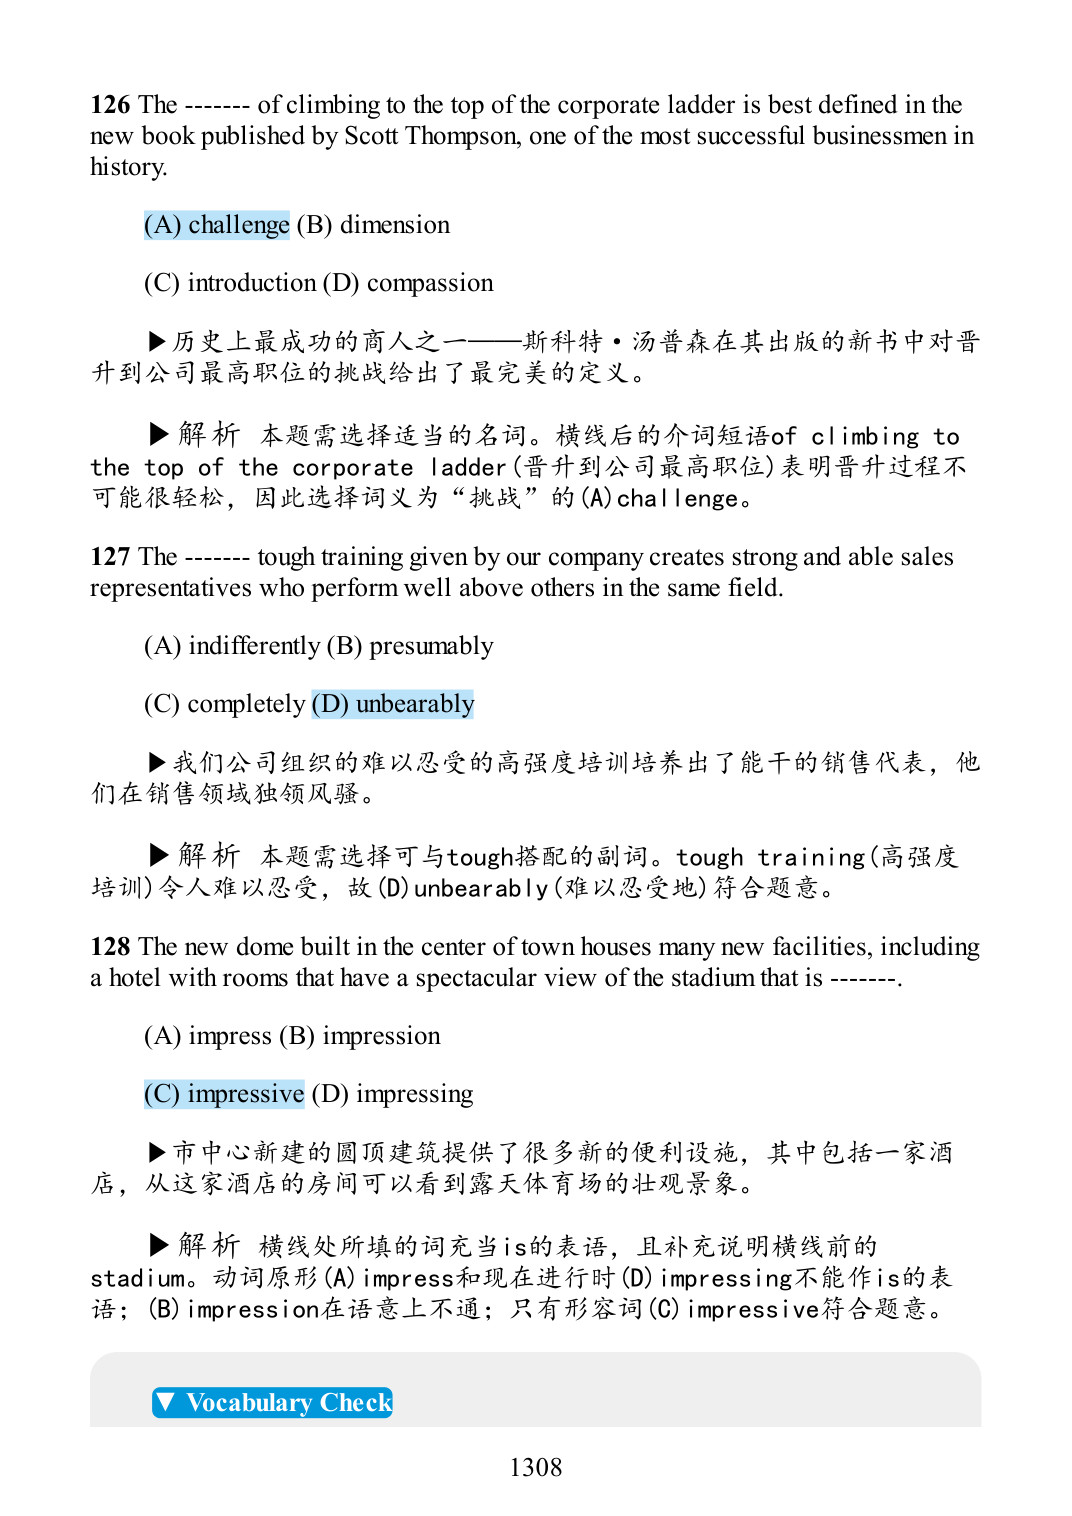 126 The ------- of climbing to the top of the corporate ladder is best defined in the
new book published by Scott Thompson, one of the most successful businessmen in
history.
(A) challenge (B) dimension
(C) introduction (D) compassion
▶历史上最成功的商人之一——斯科特·汤普森在其出版的新书中对晋
升到公司最高职位的挑战给出了最完美的定义。
▶解析 本题需选择适当的名词。横线后的介词短语of climbing to
the top of the corporate ladder(晋升到公司最高职位)表明晋升过程不
可能很轻松，因此选择词义为“挑战”的(A)challenge。
127 The ------- tough training given by our company creates strong and able sales
representatives who perform well above others in the same field.
(A) indifferently (B) presumably
(C) completely (D) unbearably
▶我们公司组织的难以忍受的高强度培训培养出了能干的销售代表，他
们在销售领域独领风骚。
▶解析 本题需选择可与tough搭配的副词。tough training(高强度
培训)令人难以忍受，故(D)unbearably(难以忍受地)符合题意。
128 The new dome built in the center of town houses many new facilities, including
a hotel with rooms that have a spectacular view of the stadium that is -------.
(A) impress (B) impression
(C) impressive (D) impressing
▶市中心新建的圆顶建筑提供了很多新的便利设施，其中包括一家酒
店，从这家酒店的房间可以看到露天体育场的壮观景象。
▶解析 横线处所填的词充当is的表语，且补充说明横线前的
stadium。动词原形(A)impress和现在进行时(D)impressing不能作is的表
语；(B)impression在语意上不通；只有形容词(C)impressive符合题意。
▼ Vocabulary Check
1308